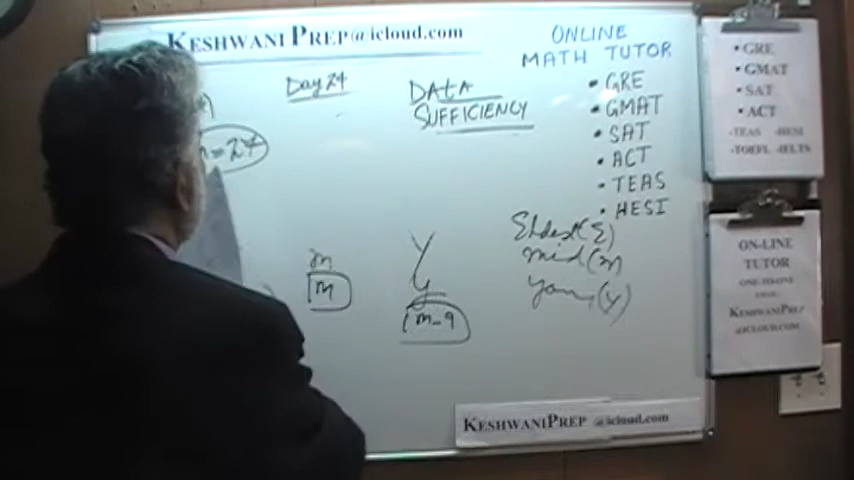 KESHWANI PREP@icloud.com
Day 24
DATA
SUFFICIENCY
= 27
m
m
Y
y
m-9
ONLINE
MATH TUTOR
• GRE
• GMAT
• SAT
• ACT
• TEAS
• HESI
Eldest(E)
mid(m
Young(y)
KESHWANIPREP @icloud.com
• GRE
• GMAT
• SAT
• ACT
-TEAS -HESI
-TOEFL -IELTS
ON-LINE
TUTOR
ONE-TO-ONE
KESHWANIPREP
@ICLOUD.COM